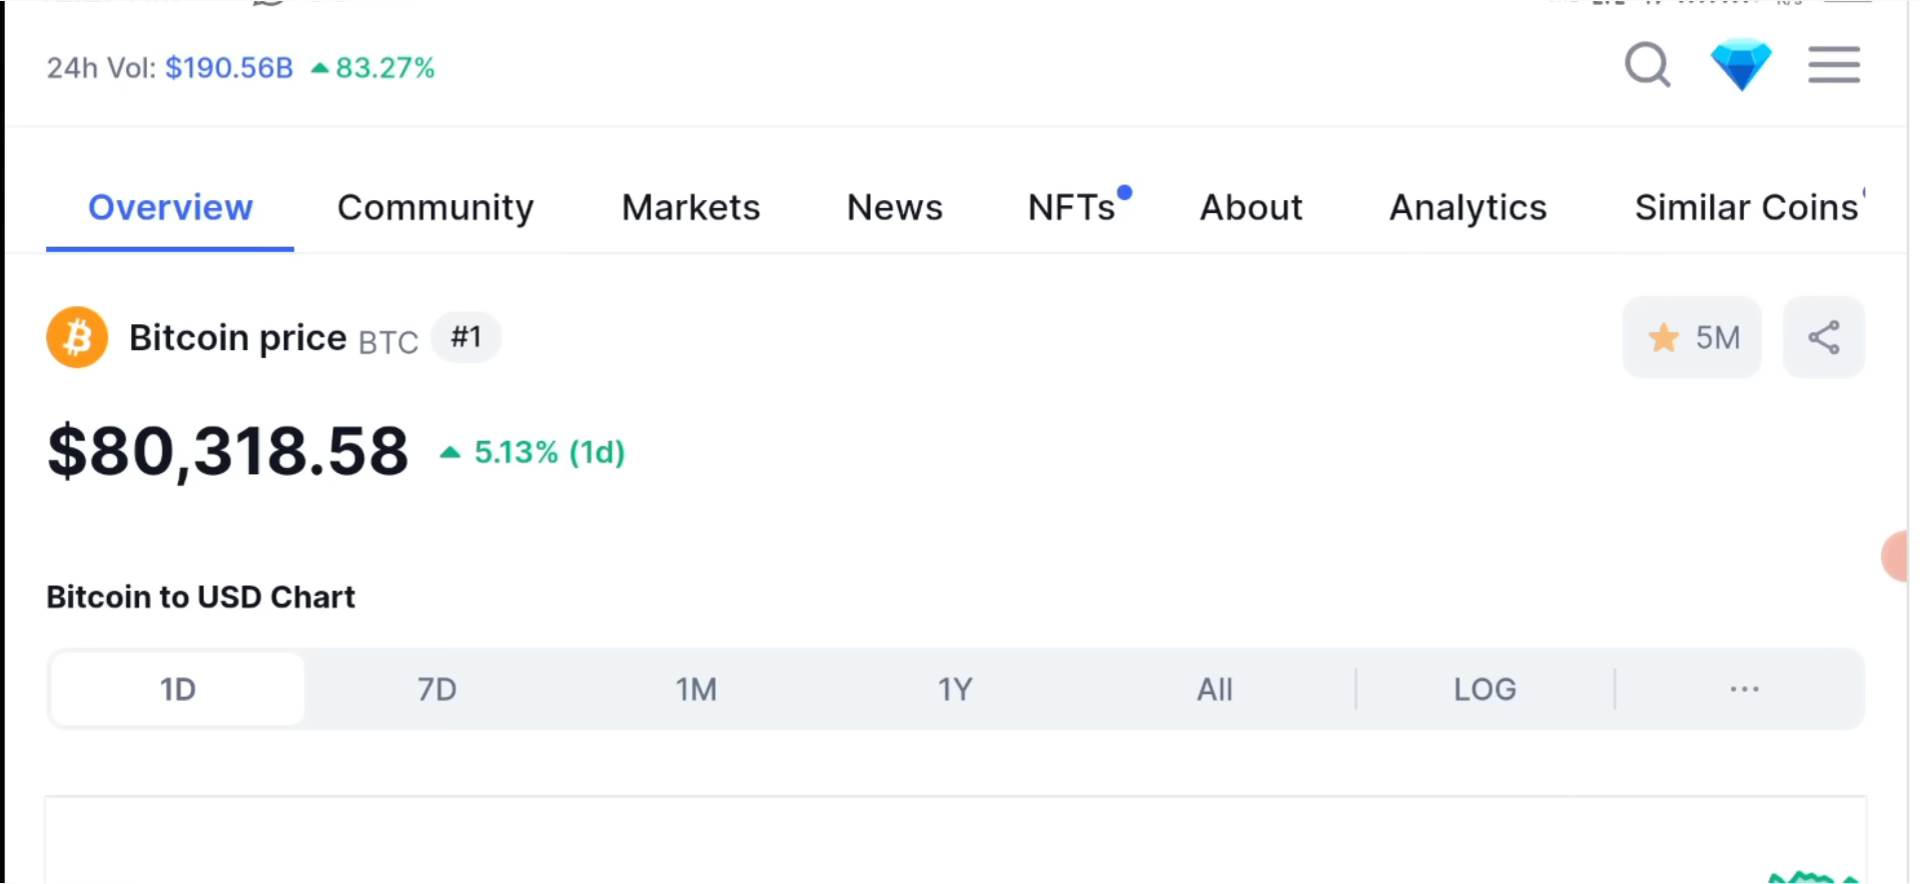 24h Vol: $190.56B ▲ 83.27%
Overview Community Markets News NFTs About Analytics Similar Coins
Bitcoin price BTC #1 5M
$80,318.58 ▲ 5.13% (1d)
Bitcoin to USD Chart
1D 7D 1M 1Y All LOG ...